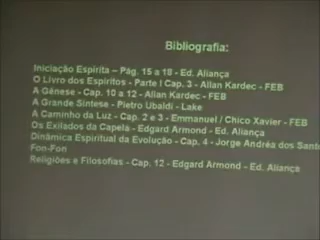 Bibliografia:
Iniciação Espírita – Pág. 15 a 18 - Ed. Aliança
O Livro dos Espíritos - Parte I Cap. 3 - Allan Kardec - FEB
A Gênese - Cap. 10 a 12 - Allan Kardec - FEB
A Grande Síntese - Pietro Ubaldi - Lake
A Caminho da Luz - Cap. 2 e 3 - Emmanuel / Chico Xavier - FEB
Os Exilados da Capela - Edgard Armond - Ed. Aliança
Dinâmica Espiritual da Evolução - Cap. 4 - Jorge Andréa dos Sant
Fon-Fon
Religiões e Filosofias - Cap. 12 - Edgard Armond - Ed. Aliança